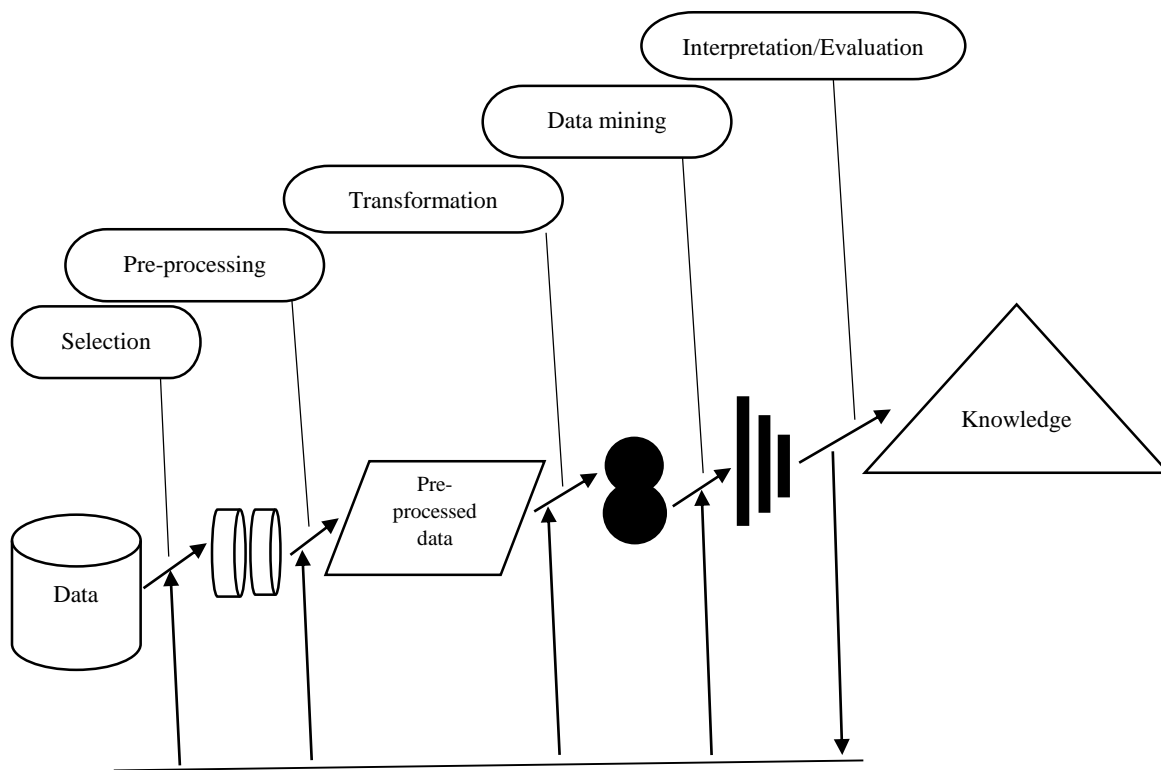 Interpretation/Evaluation
Data mining
Transformation
Pre-processing
Selection
Knowledge
Pre-
processed
data
Data